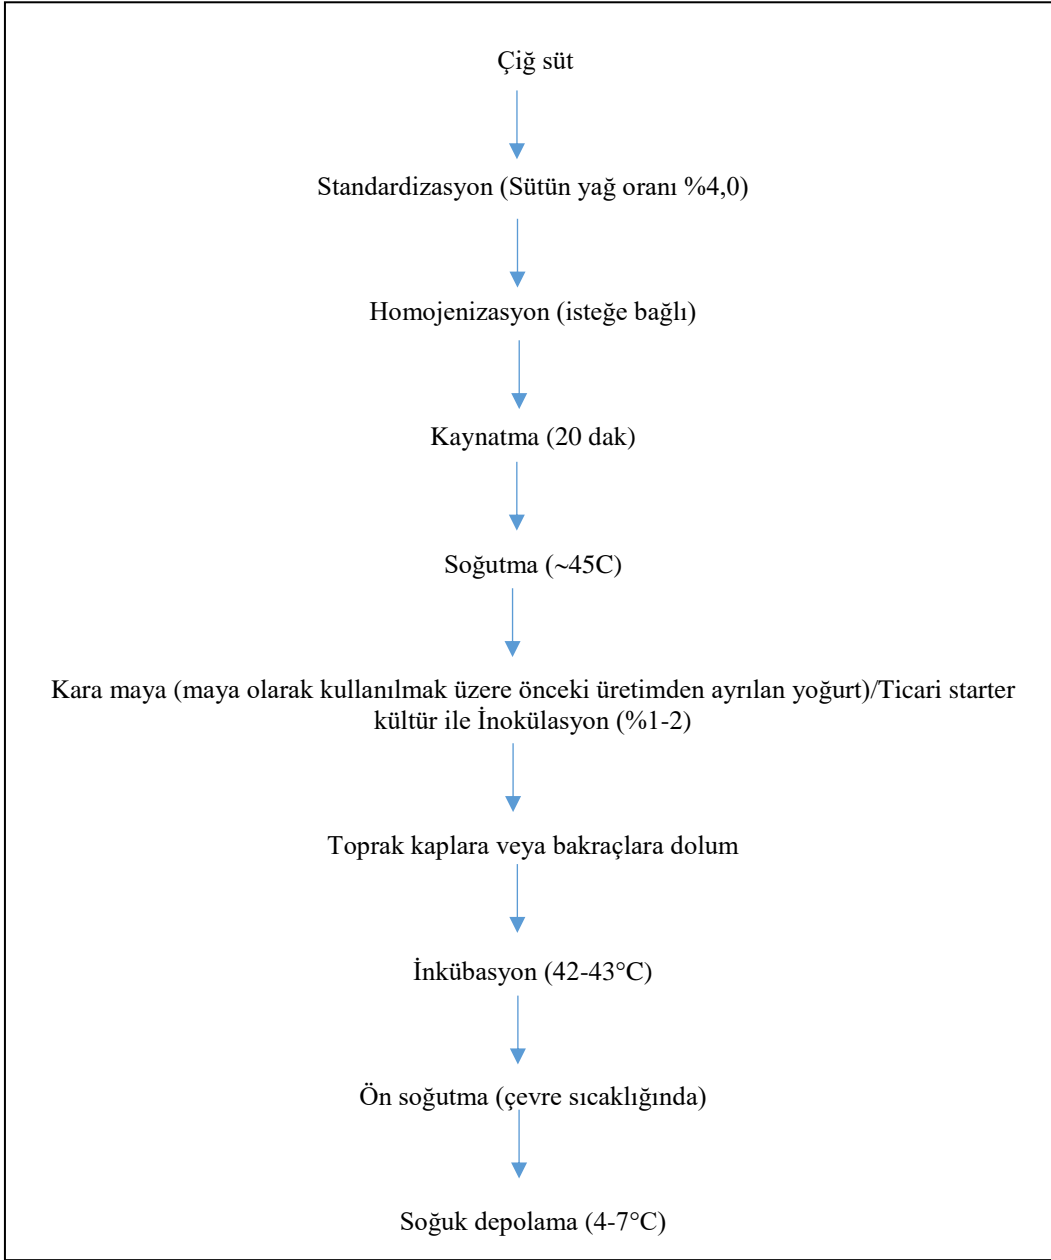 Çiğ süt
Standardizasyon (Sütün yağ oranı %4,0)
Homojenizasyon (isteğe bağlı)
Kaynatma (20 dak)
Soğutma (~45C)
Kara maya (maya olarak kullanılmak üzere önceki üretimden ayrılan yoğurt)/Ticari starter
kültür ile İnokülasyon (%1-2)
Toprak kaplara veya bakraçlara dolum
İnkübasyon (42-43°C)
Ön soğutma (çevre sıcaklığında)
Soğuk depolama (4-7°C)